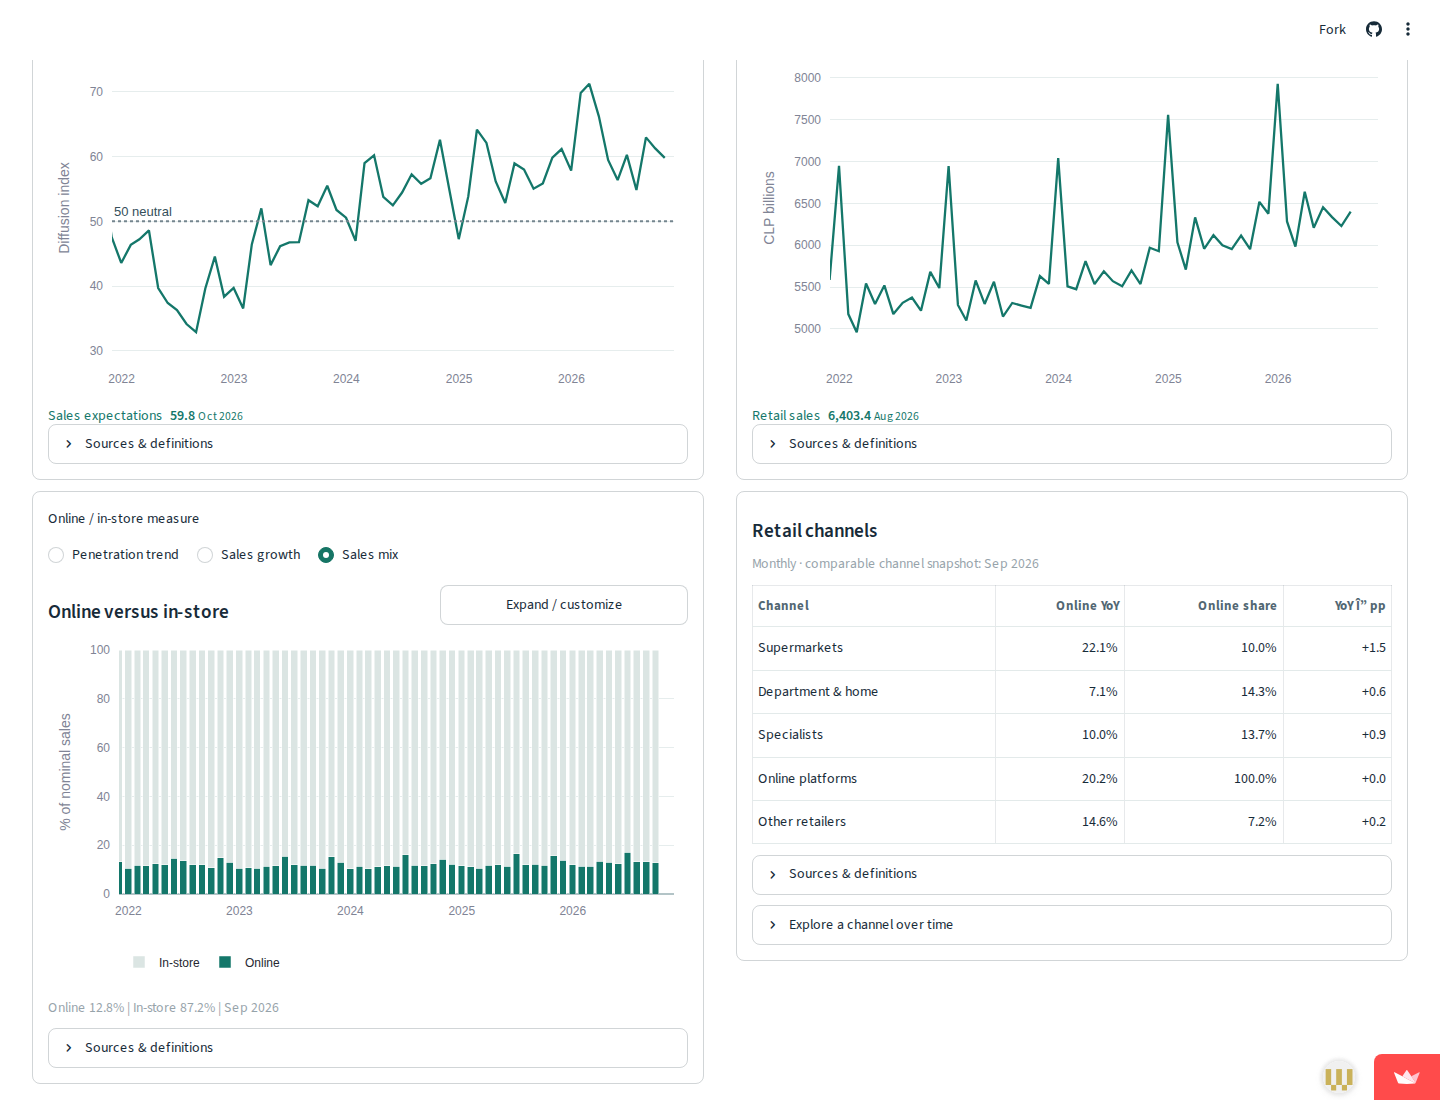 Fork
70
60
50
40
30
Diffusion index
50 neutral
2022 2023 2024 2025 2026
Sales expectations 59.8 Oct 2026
Sources & definitions
8000
7500
7000
6500
6000
5500
5000
CLP billions
2022 2023 2024 2025 2026
Retail sales 6,403.4 Aug 2026
Sources & definitions
Online / in-store measure
Penetration trend Sales growth Sales mix
Online versus in-store
Expand / customize
100
80
60
40
20
0
% of nominal sales
2022 2023 2024 2025 2026
In-store Online
Online 12.8% | In-store 87.2% | Sep 2026
Sources & definitions
Retail channels
Monthly · comparable channel snapshot: Sep 2026
Channel Online YoY Online share YoY Î” pp
Supermarkets 22.1% 10.0% +1.5
Department & home 7.1% 14.3% +0.6
Specialists 10.0% 13.7% +0.9
Online platforms 20.2% 100.0% +0.0
Other retailers 14.6% 7.2% +0.2
Sources & definitions
Explore a channel over time